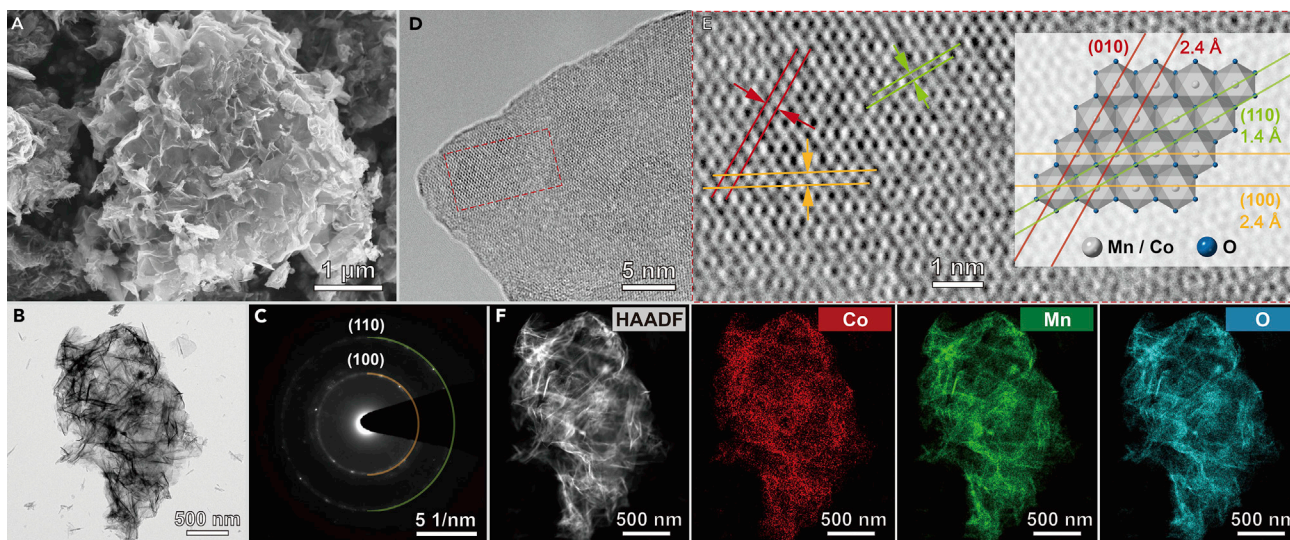 A
1 µm
D
5 nm
E
1 nm
(010)
2.4 Å
(110)
1.4 Å
(100)
2.4 Å
Mn / Co
O
B
500 nm
C
(110)
(100)
5 1/nm
F
HAADF
500 nm
Co
500 nm
Mn
500 nm
O
500 nm